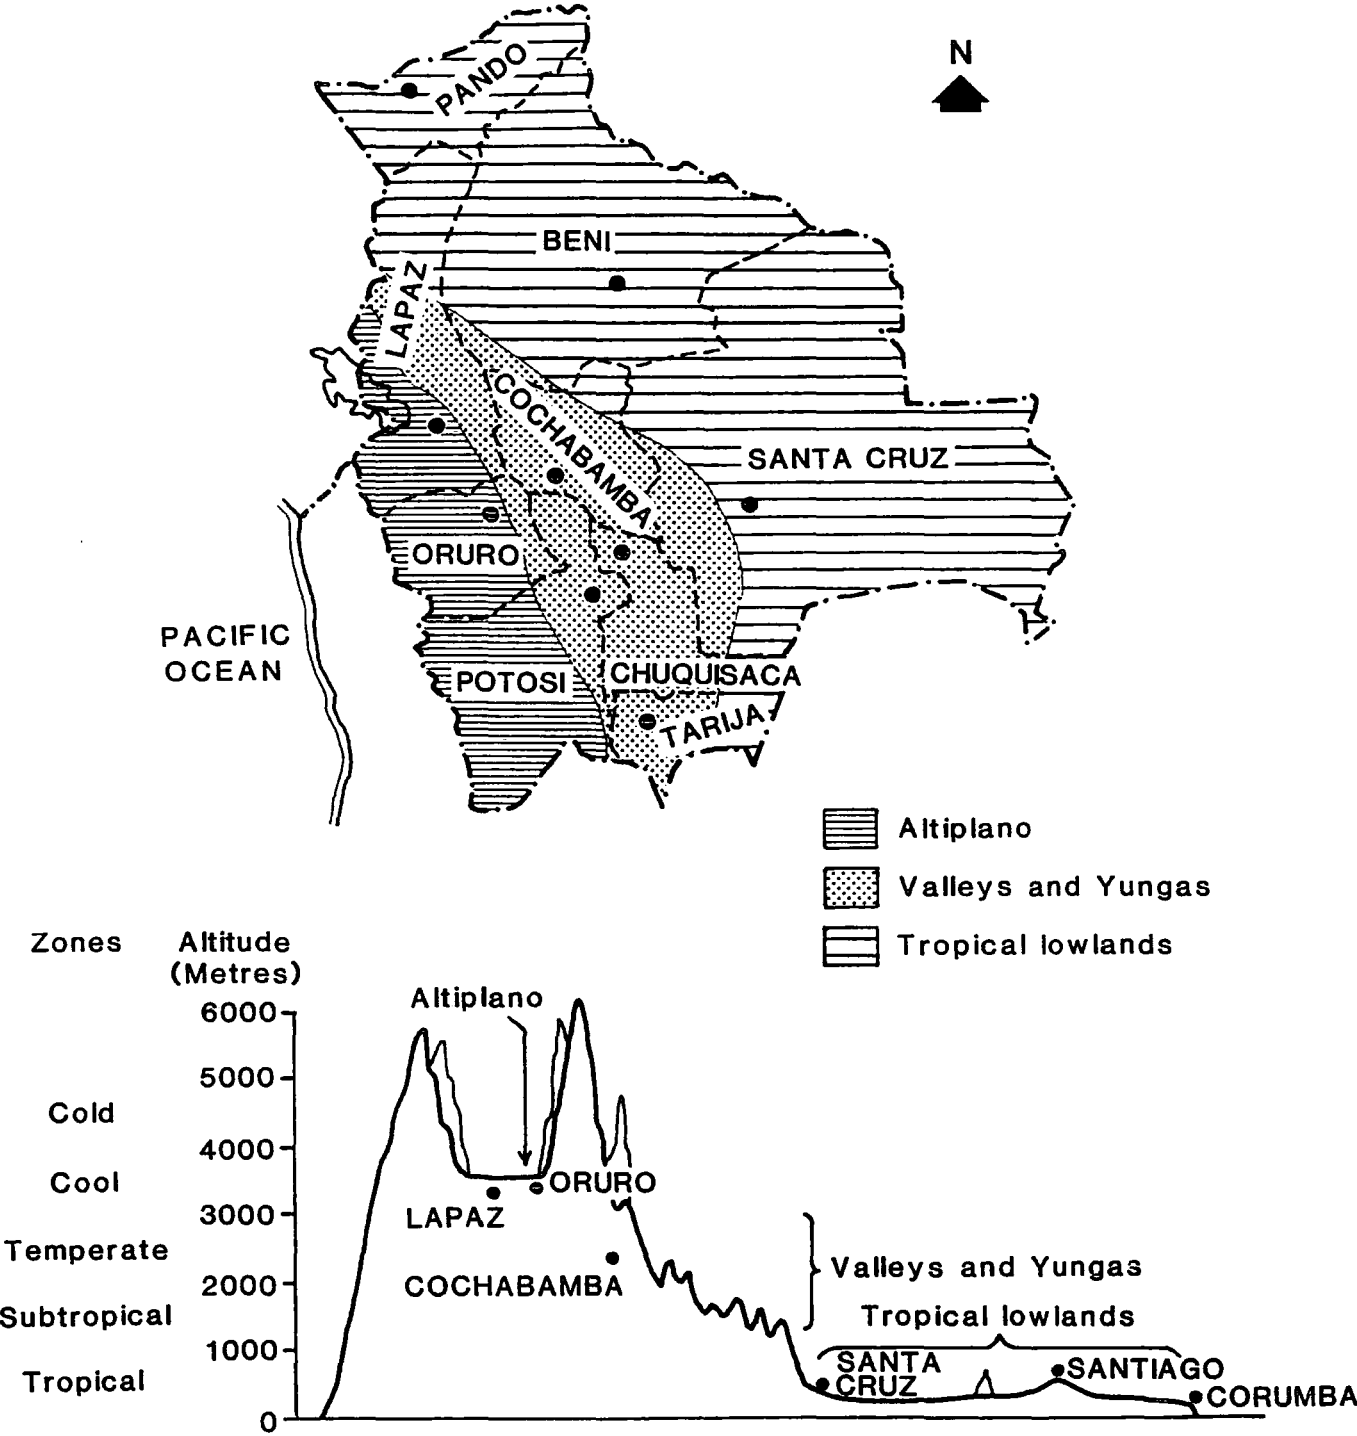 N
PANDO
BENI
LAPAZ
COCHABAMBA
SANTA CRUZ
ORURO
PACIFIC
OCEAN
POTOSI
CHUQUISACA
TARIJA
Altiplano
Valleys and Yungas
Tropical lowlands
Zones
Altitude
(Metres)
Altiplano
6000
5000
Cold
4000
Cool
ORURO
3000
LAPAZ
Temperate
Valleys and Yungas
2000
COCHABAMBA
Subtropical
Tropical lowlands
1000
SANTA
CRUZ
SANTIAGO
Tropical
CORUMBA
0